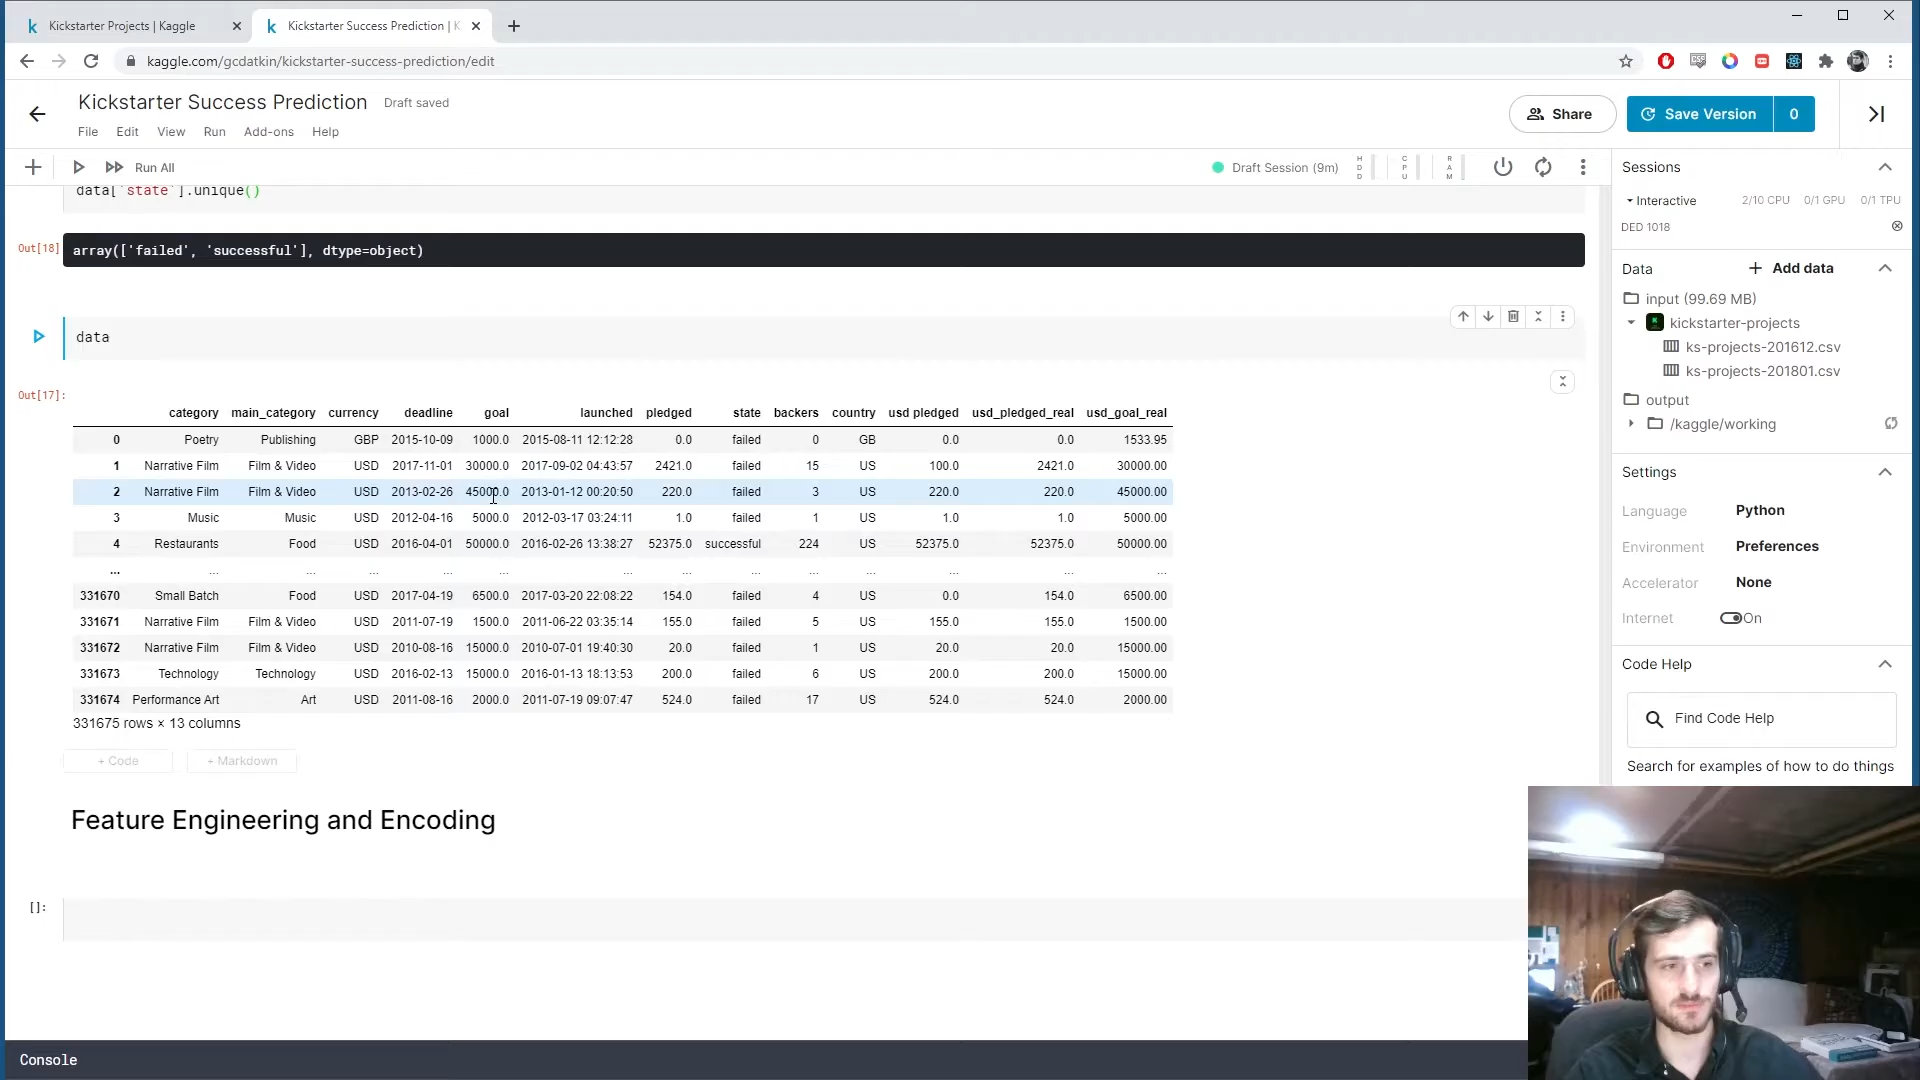 Kickstarter Projects | Kaggle
Kickstarter Success Prediction | K
kaggle.com/gcdatkin/kickstarter-success-prediction/edit
Kickstarter Success Prediction Draft saved
File Edit View Run Add-ons Help
Share
Save Version 0
Run All
Draft Session (9m)
HDD
CPU
RAM
data['state'].unique()
Out[18]
array(['failed', 'successful'], dtype=object)
data
Out[17]:
category main_category currency deadline goal launched pledged state backers country usd pledged usd_pledged_real usd_goal_real
0 Poetry Publishing GBP 2015-10-09 1000.0 2015-08-11 12:12:28 0.0 failed 0 GB 0.0 0.0 1533.95
1 Narrative Film Film & Video USD 2017-11-01 30000.0 2017-09-02 04:43:57 2421.0 failed 15 US 100.0 2421.0 30000.00
2 Narrative Film Film & Video USD 2013-02-26 45000.0 2013-01-12 00:20:50 220.0 failed 3 US 220.0 220.0 45000.00
3 Music Music USD 2012-04-16 5000.0 2012-03-17 03:24:11 1.0 failed 1 US 1.0 1.0 5000.00
4 Restaurants Food USD 2016-04-01 50000.0 2016-02-26 13:38:27 52375.0 successful 224 US 52375.0 52375.0 50000.00
... ... ... ... ... ... ... ... ... ... ... ... ... ...
331670 Small Batch Food USD 2017-04-19 6500.0 2017-03-20 22:08:22 154.0 failed 4 US 0.0 154.0 6500.00
331671 Narrative Film Film & Video USD 2011-07-19 1500.0 2011-06-22 03:35:14 155.0 failed 5 US 155.0 155.0 1500.00
331672 Narrative Film Film & Video USD 2010-08-16 15000.0 2010-07-01 19:40:30 20.0 failed 1 US 20.0 20.0 15000.00
331673 Technology Technology USD 2016-02-13 15000.0 2016-01-13 18:13:53 200.0 failed 6 US 200.0 200.0 15000.00
331674 Performance Art Art USD 2011-08-16 2000.0 2011-07-19 09:07:47 524.0 failed 17 US 524.0 524.0 2000.00
331675 rows × 13 columns
+ Code + Markdown
Feature Engineering and Encoding
[]:
Console
Sessions
Interactive 2/10 CPU 0/1 GPU 0/1 TPU
DED 1018
Data + Add data
input (99.69 MB)
kickstarter-projects
ks-projects-201612.csv
ks-projects-201801.csv
output
/kaggle/working
Settings
Language Python
Environment Preferences
Accelerator None
Internet On
Code Help
Find Code Help
Search for examples of how to do things